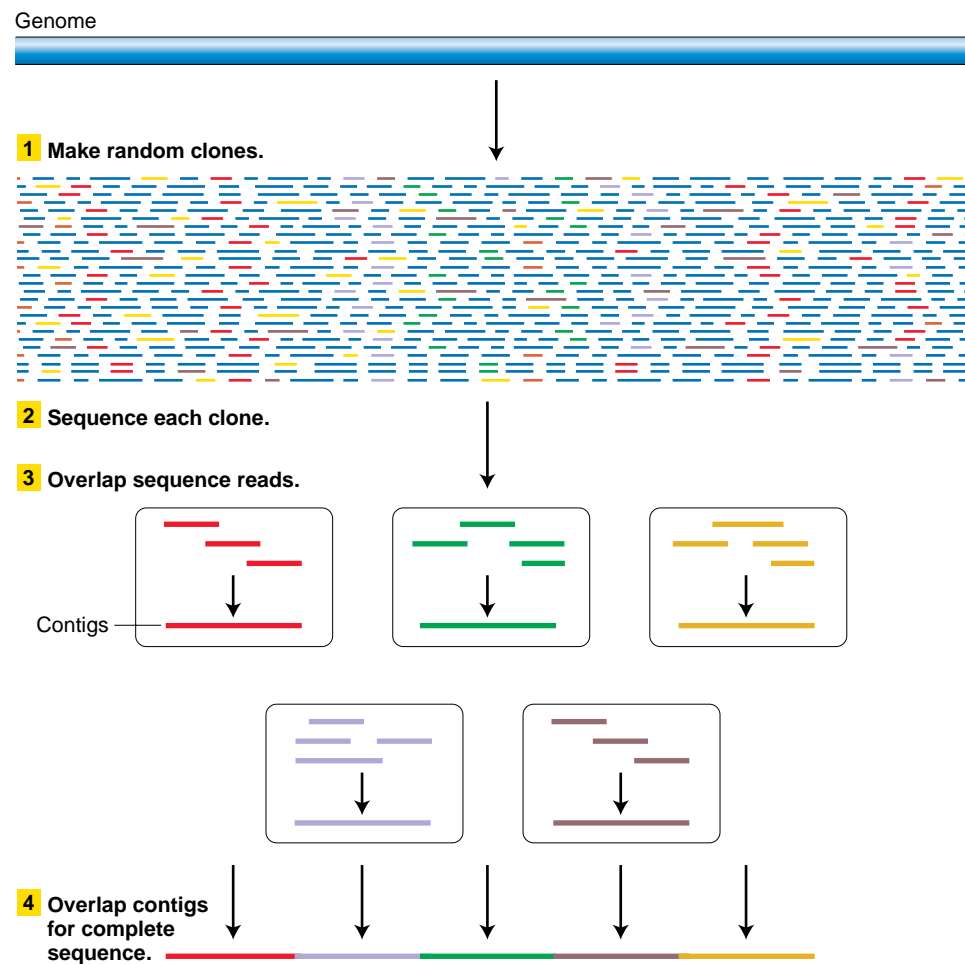 Genome
1 Make random clones.
2 Sequence each clone.
3 Overlap sequence reads.
Contigs
4 Overlap contigs
for complete
sequence.